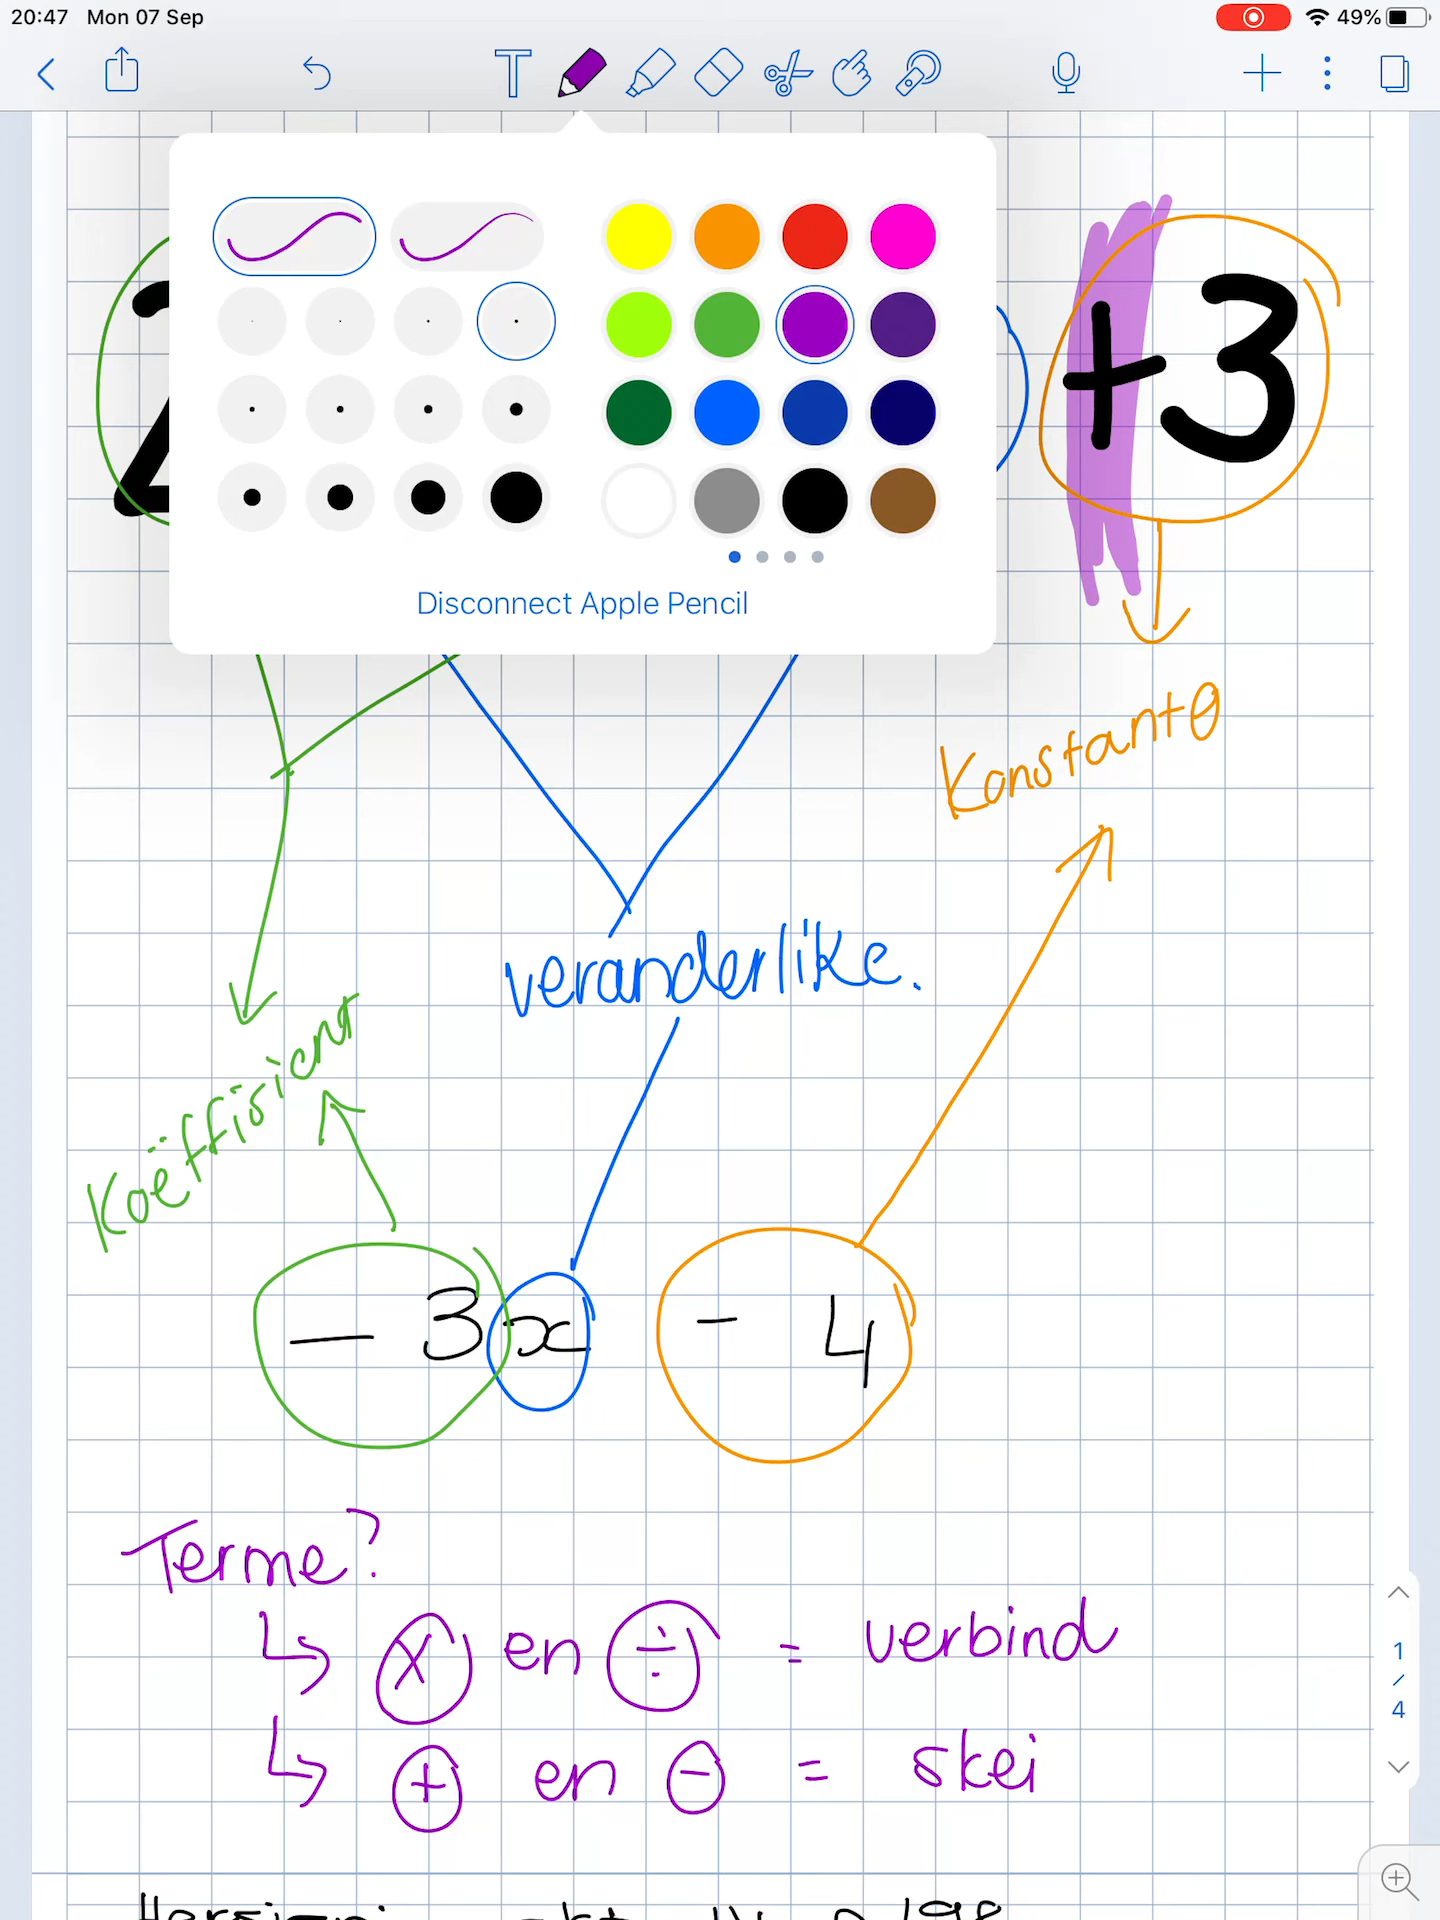 20:47 Mon 07 Sep 49%
T
Disconnect Apple Pencil
+3
Konstante
veranderlike.
Koëffisient
- 3x - 4
Terme?
↳ × en ÷ = verbind
↳ + en - = skei
1
/
4